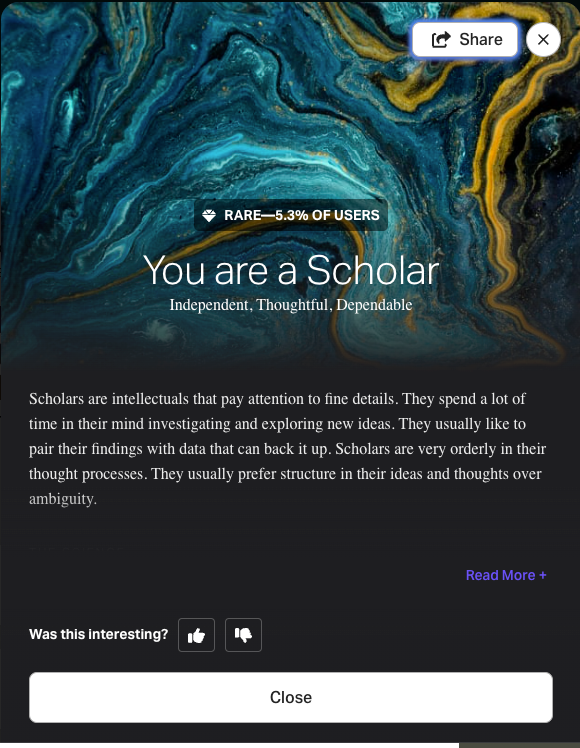 Share
RARE—5.3% OF USERS
You are a Scholar
Independent, Thoughtful, Dependable
Scholars are intellectuals that pay attention to fine details. They spend a lot of
time in their mind investigating and exploring new ideas. They usually like to
pair their findings with data that can back it up. Scholars are very orderly in their
thought processes. They usually prefer structure in their ideas and thoughts over
ambiguity.
Read More +
Was this interesting?
Close